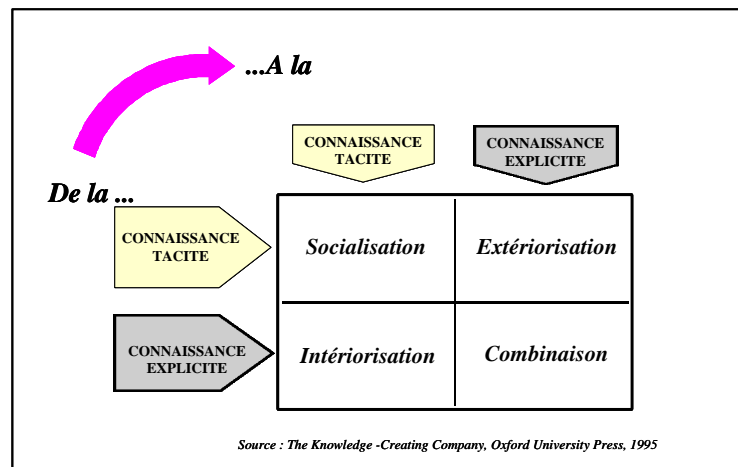 ...A la
CONNAISSANCE
TACITE
CONNAISSANCE
EXPLICITE
De la ...
CONNAISSANCE
TACITE
Socialisation
Extériorisation
CONNAISSANCE
EXPLICITE
Intériorisation
Combinaison
Source : The Knowledge -Creating Company, Oxford University Press, 1995